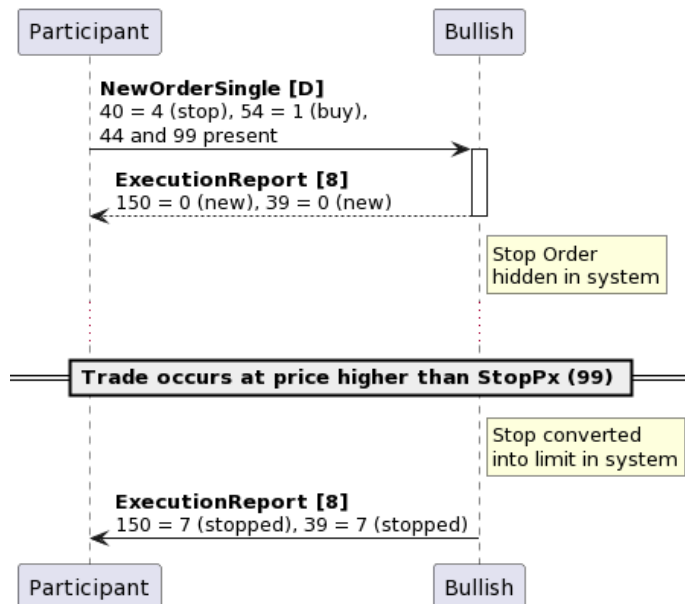 Participant
Bullish
NewOrderSingle [D]
40 = 4 (stop), 54 = 1 (buy),
44 and 99 present
ExecutionReport [8]
150 = 0 (new), 39 = 0 (new)
Stop Order
hidden in system
Trade occurs at price higher than StopPx (99)
Stop converted
into limit in system
ExecutionReport [8]
150 = 7 (stopped), 39 = 7 (stopped)
Participant
Bullish